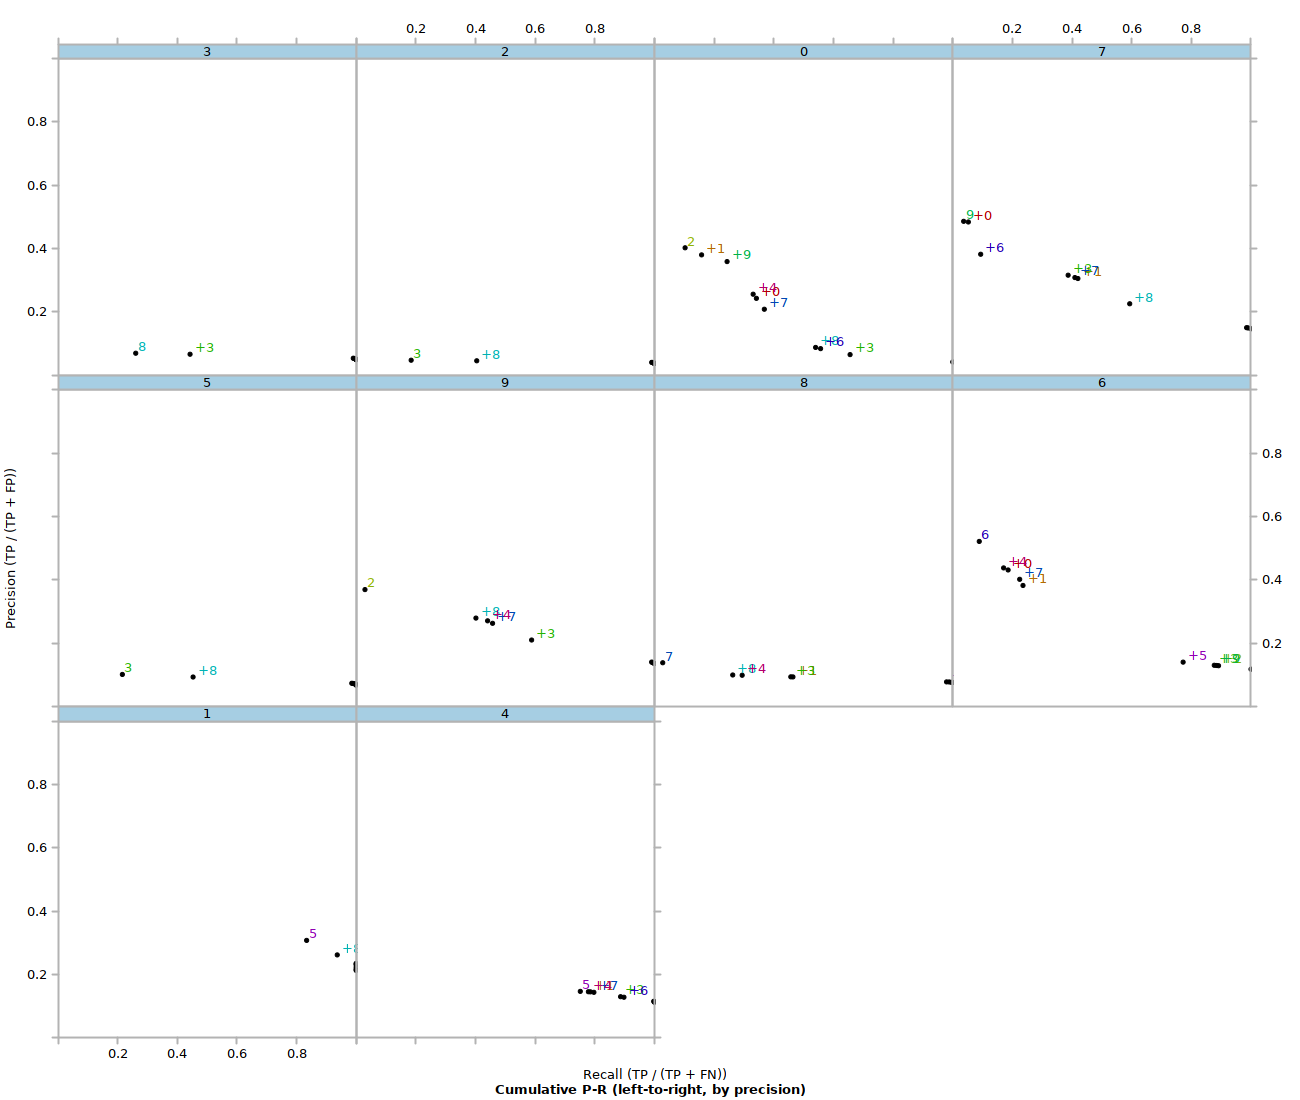 0.2 0.4 0.6 0.8 0.2 0.4 0.6 0.8
3 2 0 7
0.8
0.6
9 +0
2 +1 +9 +6
0.4
+4 +0 +7 +7 +8
0.2
8 +3 3 +8 +6 +3
5 9 8 6
0.8
6 0.6
2 +4 +0 +7 +1 0.4
+8 +4 +7 +3
3 +8 7 +4 +5 0.2
1 4
0.8
0.6
0.4
5 +8
0.2
5 +4 +7 +6
0.2 0.4 0.6 0.8
Precision (TP / (TP + FP))
Recall (TP / (TP + FN))
Cumulative P-R (left-to-right, by precision)